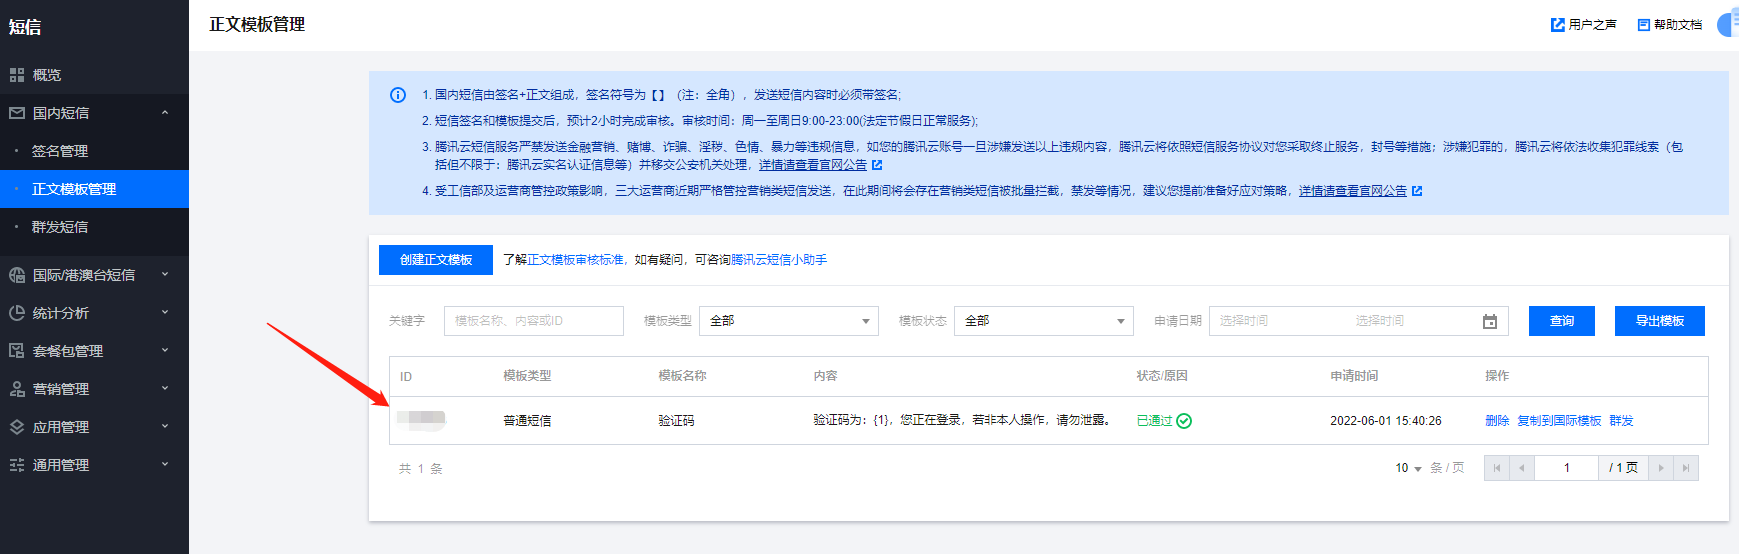 短信
正文模板管理
用户之声
帮助文档
概览
国内短信
签名管理
正文模板管理
群发短信
国际/港澳台短信
统计分析
套餐包管理
营销管理
应用管理
通用管理
1. 国内短信由签名+正文组成，签名符号为【】（注：全角），发送短信内容时必须带签名;
2. 短信签名和模板提交后，预计2小时完成审核。审核时间：周一至周日9:00-23:00(法定节假日正常服务);
3. 腾讯云短信服务严禁发送金融营销、赌博、诈骗、淫秽、色情、暴力等违规信息，如您的腾讯云账号一旦涉嫌发送以上违规内容，腾讯云将依照短信服务协议对您采取终止服务，封号等措施；涉嫌犯罪的，腾讯云将依法收集犯罪线索（包
括但不限于：腾讯云实名认证信息等）并移交公安机关处理，详情请查看官网公告
4. 受工信部及运营商管控政策影响，三大运营商近期严格管控营销类短信发送，在此期间将会存在营销类短信被批量拦截，禁发等情况，建议您提前准备好应对策略，详情请查看官网公告
创建正文模板 了解正文模板审核标准，如有疑问，可咨询腾讯云短信小助手
关键字 模板名称、内容或ID 模板类型 全部 模板状态 全部 申请日期 选择时间 选择时间 查询 导出模板
ID 模板类型 模板名称 内容 状态/原因 申请时间 操作
普通短信 验证码 验证码为：{1}，您正在登录，若非本人操作，请勿泄露。 已通过 2022-06-01 15:40:26 删除 复制到国际模板 群发
共 1 条 10 条 / 页 1 / 1 页